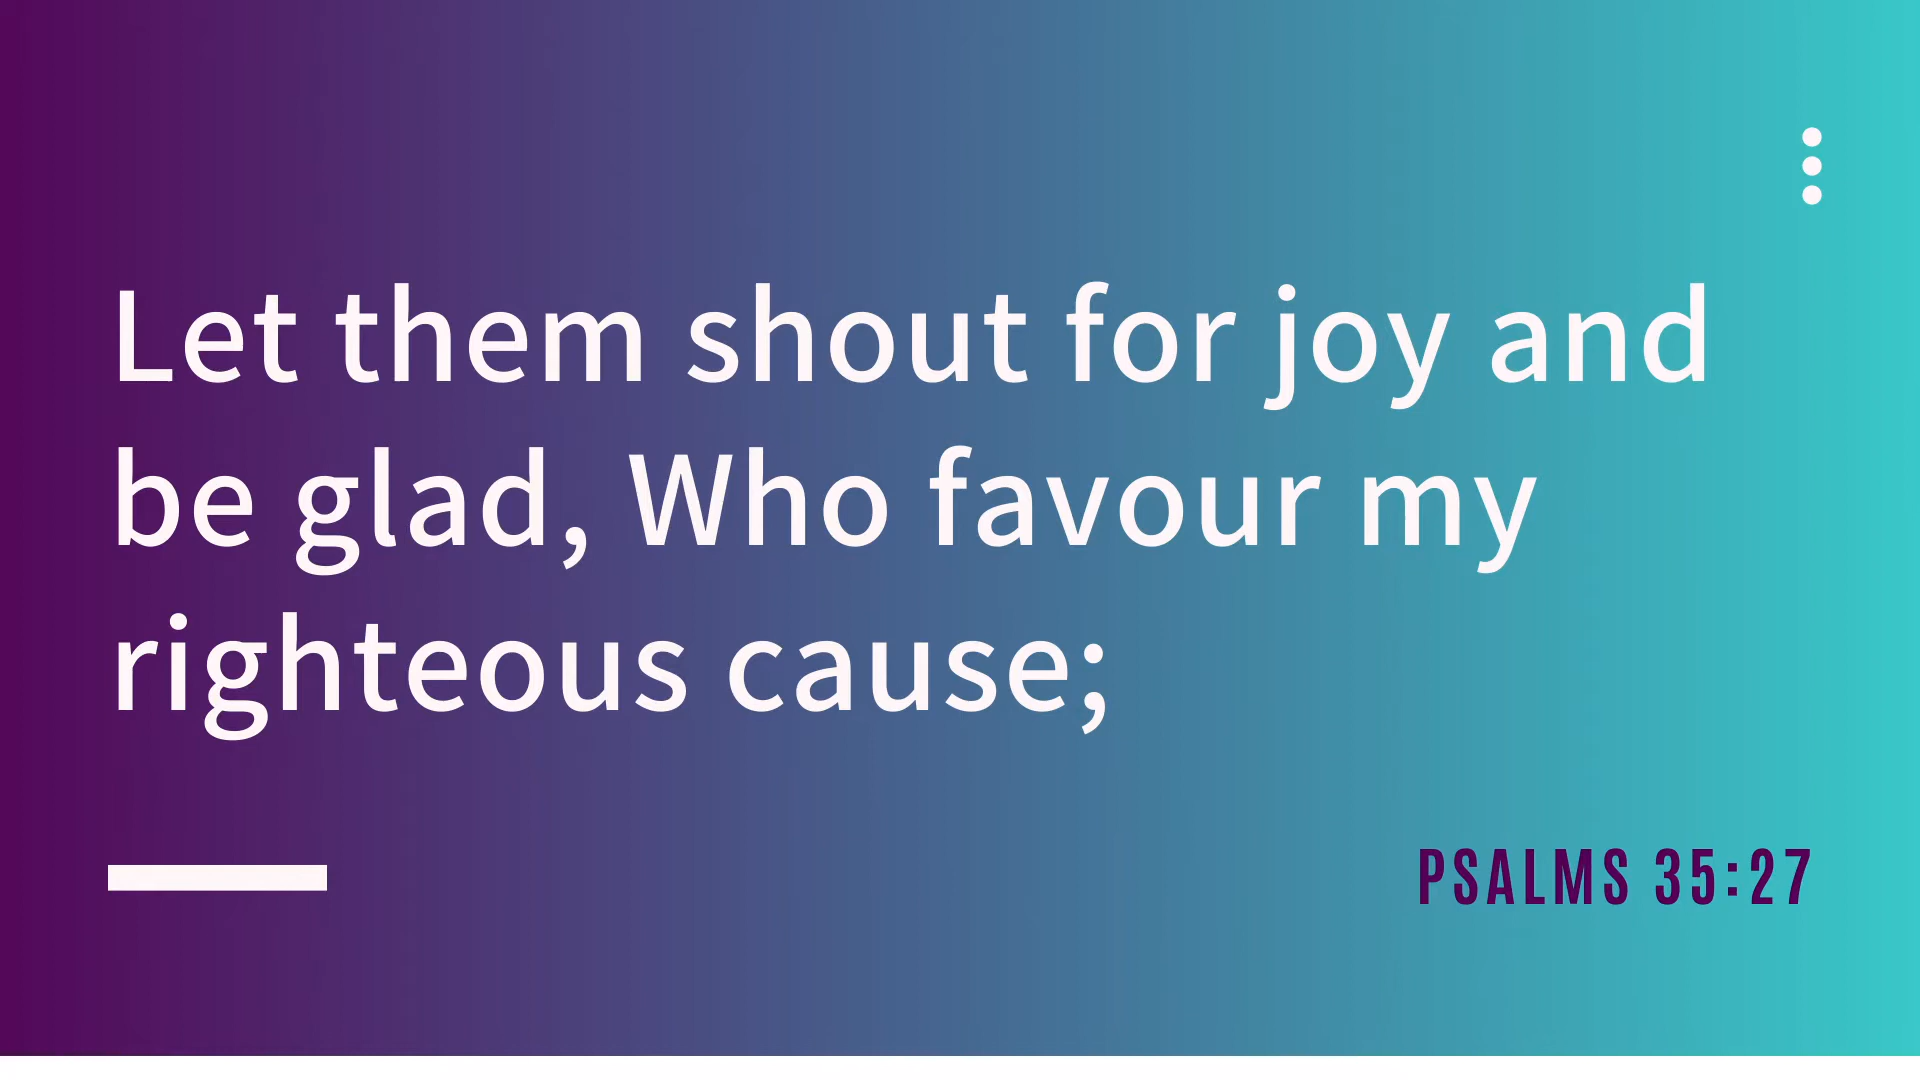 Let them shout for joy and
be glad, Who favour my
righteous cause;
PSALMS 35:27